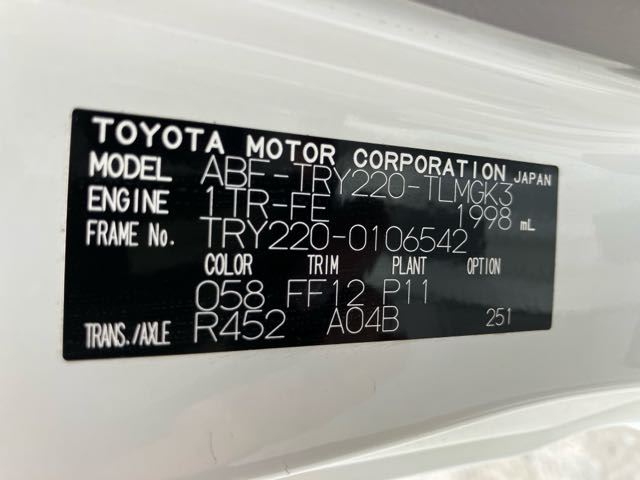 TOYOTA MOTOR CORPORATION JAPAN
MODEL ABF-TRY220-TLMGK3
ENGINE 1TR-FE 1998 mL
FRAME No. TRY220-0106542
COLOR TRIM PLANT OPTION
058 FF12 P11
TRANS./AXLE R452 A04B 251